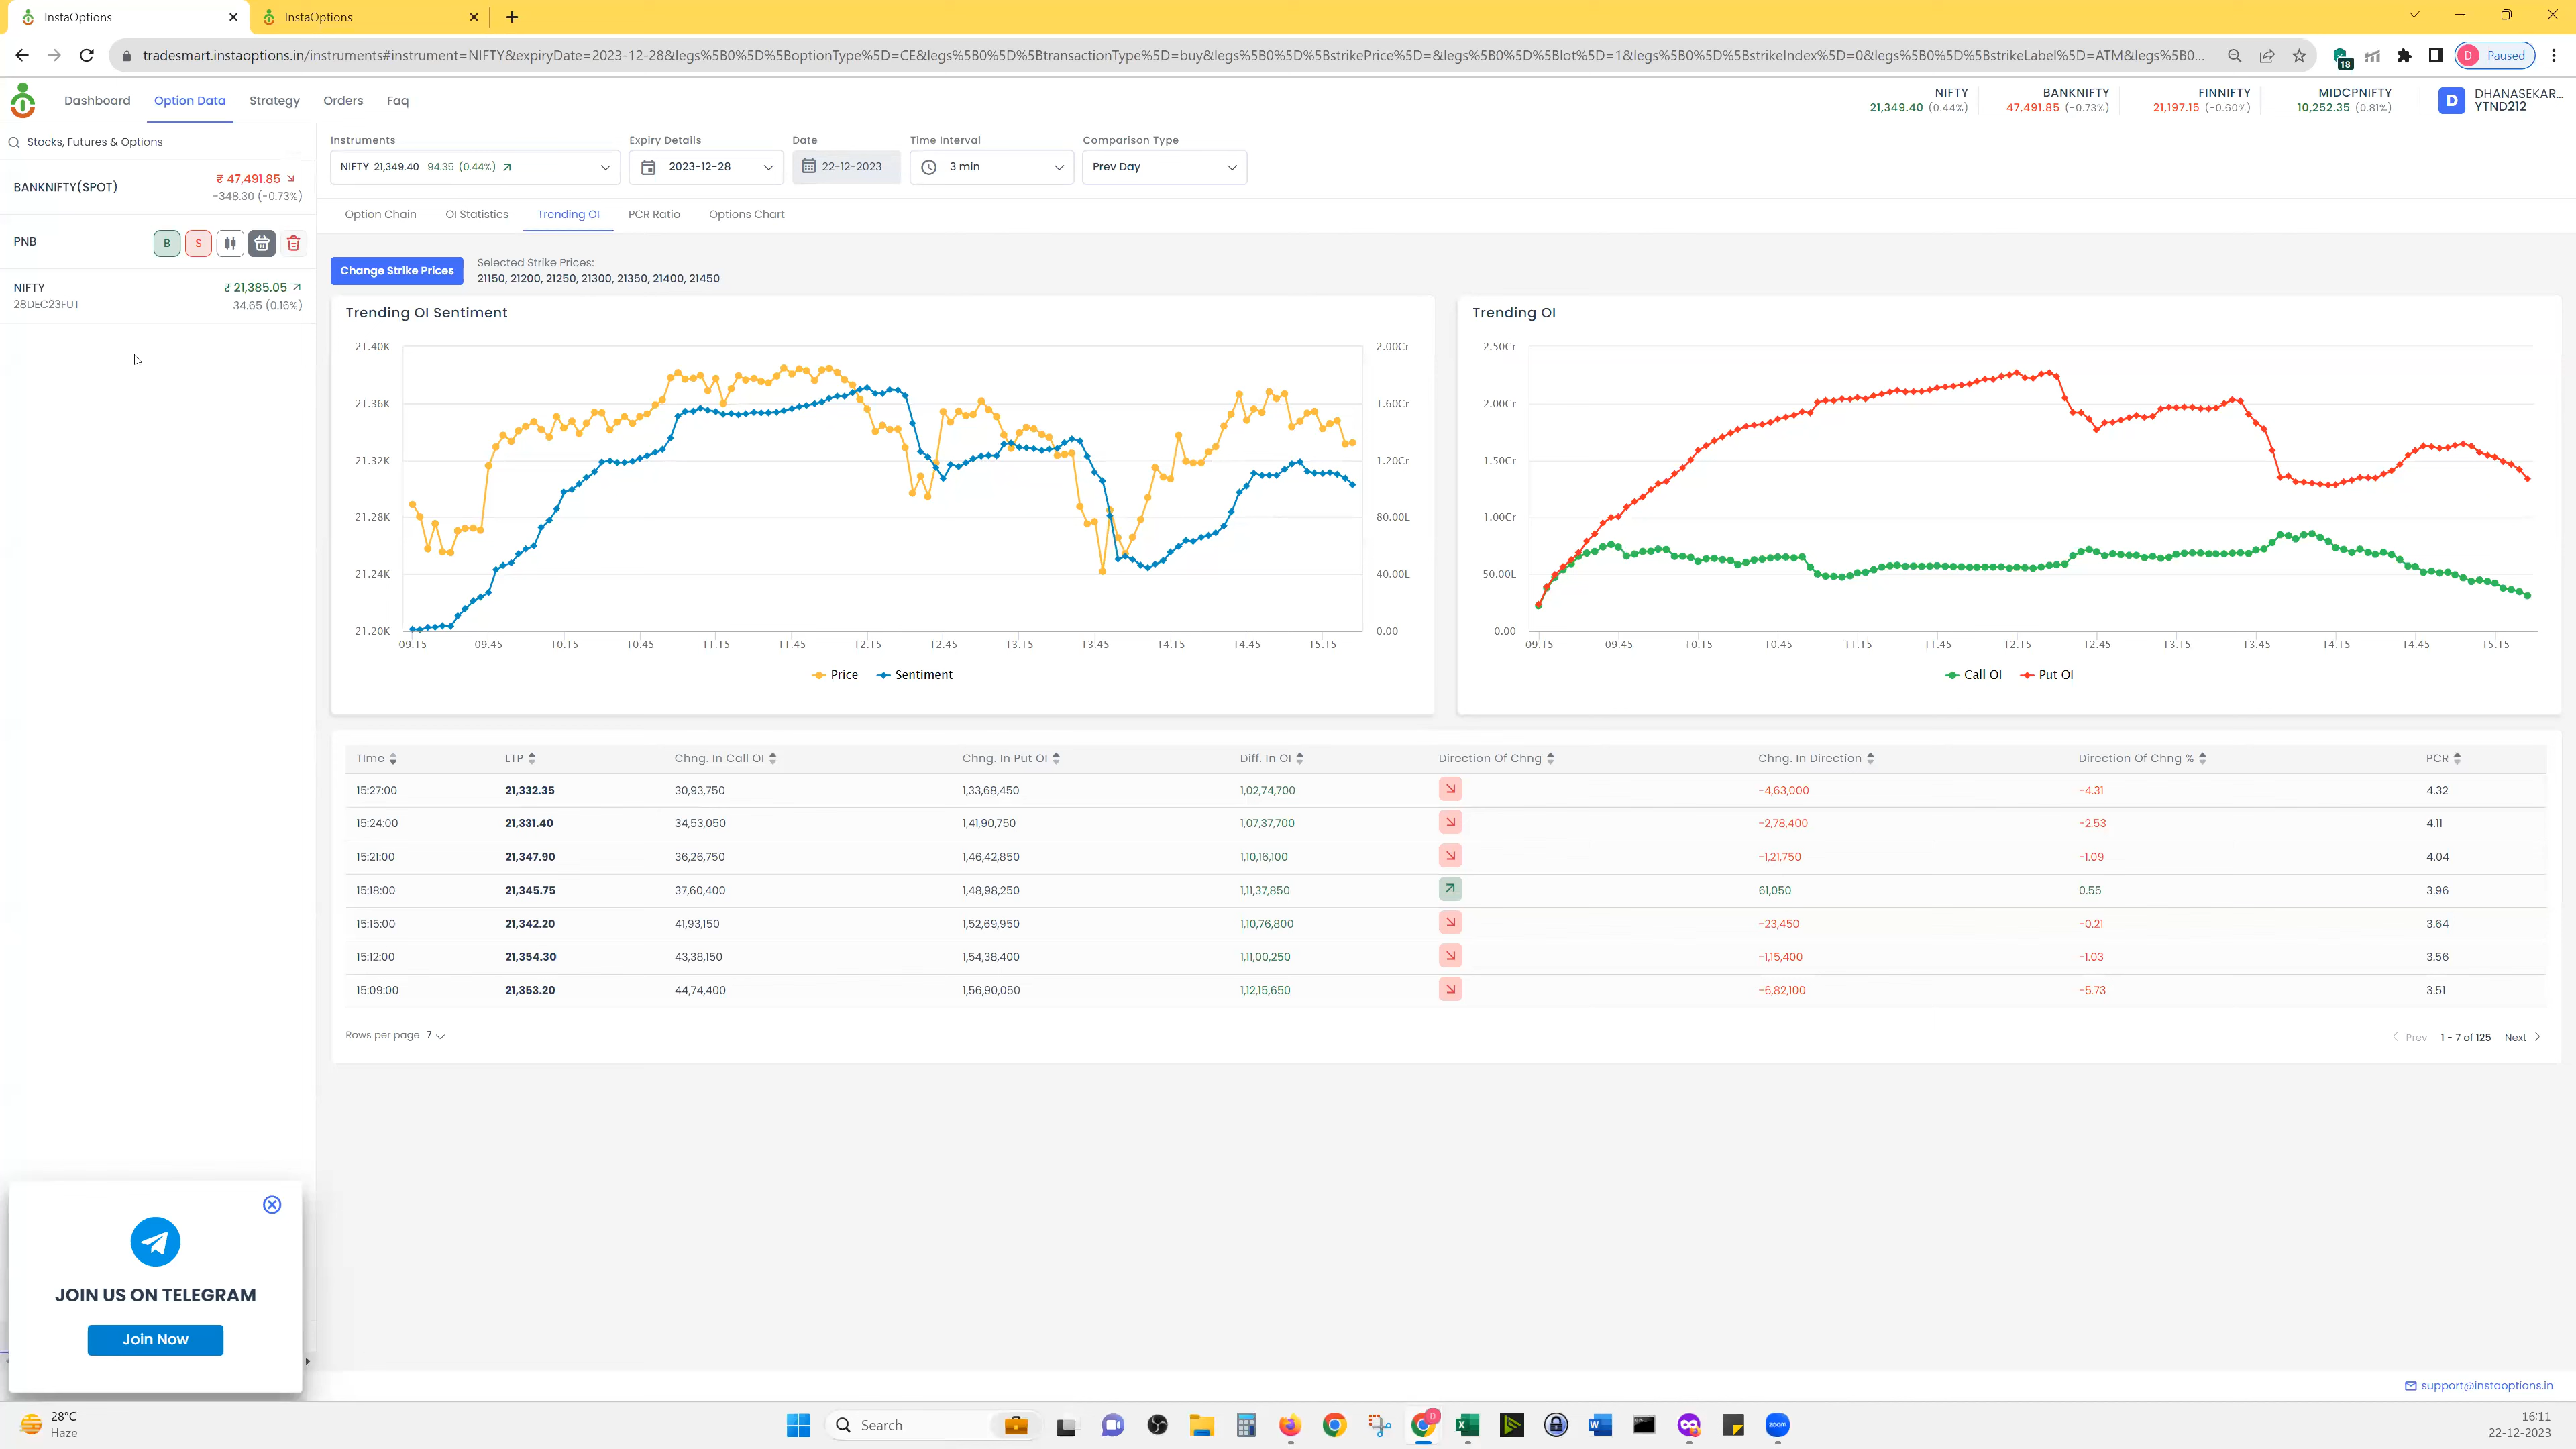 InstaOptions
InstaOptions
tradesmart.instaoptions.in/instruments#instrument=NIFTY&expiryDate=2023-12-28&legs%5B0%5D%5BoptionType%5D=CE&legs%5B0%5D%5BtransactionType%5D=buy&legs%5B0%5D%5BstrikePrice%5D=&legs%5B0%5D%5Blot%5D=1&legs%5B0%5D%5BstrikeIndex%5D=0&legs%5B0%5D%5BstrikeLabel%5D=ATM&legs%5B0...
18
D Paused
Dashboard Option Data Strategy Orders Faq
NIFTY
21,349.40 (0.44%)
BANKNIFTY
47,491.85 (-0.73%)
FINNIFTY
21,197.15 (-0.60%)
MIDCPNIFTY
10,252.35 (0.81%)
D
DHANASEKAR...
YTND212
Stocks, Futures & Options
BANKNIFTY(SPOT)
₹ 47,491.85
-348.30 (-0.73%)
PNB
B S
NIFTY
28DEC23FUT
₹ 21,385.05
34.65 (0.16%)
Instruments
NIFTY 21,349.40 94.35 (0.44%)
Expiry Details
2023-12-28
Date
22-12-2023
Time Interval
3 min
Comparison Type
Prev Day
Option Chain OI Statistics Trending OI PCR Ratio Options Chart
Change Strike Prices
Selected Strike Prices:
21150, 21200, 21250, 21300, 21350, 21400, 21450
Trending OI Sentiment
21.40K
21.36K
21.32K
21.28K
21.24K
21.20K
2.00Cr
1.60Cr
1.20Cr
80.00L
40.00L
0.00
09:15 09:45 10:15 10:45 11:15 11:45 12:15 12:45 13:15 13:45 14:15 14:45 15:15
Price Sentiment
Trending OI
2.50Cr
2.00Cr
1.50Cr
1.00Cr
50.00L
0.00
09:15 09:45 10:15 10:45 11:15 11:45 12:15 12:45 13:15 13:45 14:15 14:45 15:15
Call OI Put OI
Time LTP Chng. In Call OI Chng. In Put OI Diff. In OI Direction Of Chng Chng. In Direction Direction Of Chng % PCR
15:27:00 21,332.35 30,93,750 1,33,68,450 1,02,74,700 -4,63,000 -4.31 4.32
15:24:00 21,331.40 34,53,050 1,41,90,750 1,07,37,700 -2,78,400 -2.53 4.11
15:21:00 21,347.90 36,26,750 1,46,42,850 1,10,16,100 -1,21,750 -1.09 4.04
15:18:00 21,345.75 37,60,400 1,48,98,250 1,11,37,850 61,050 0.55 3.96
15:15:00 21,342.20 41,93,150 1,52,69,950 1,10,76,800 -23,450 -0.21 3.64
15:12:00 21,354.30 43,38,150 1,54,38,400 1,11,00,250 -1,15,400 -1.03 3.56
15:09:00 21,353.20 44,74,400 1,56,90,050 1,12,15,650 -6,82,100 -5.73 3.51
Rows per page 7
Prev 1 - 7 of 125 Next
JOIN US ON TELEGRAM
Join Now
support@instaoptions.in
28°C
Haze
Search
D
zoom
16:11
22-12-2023